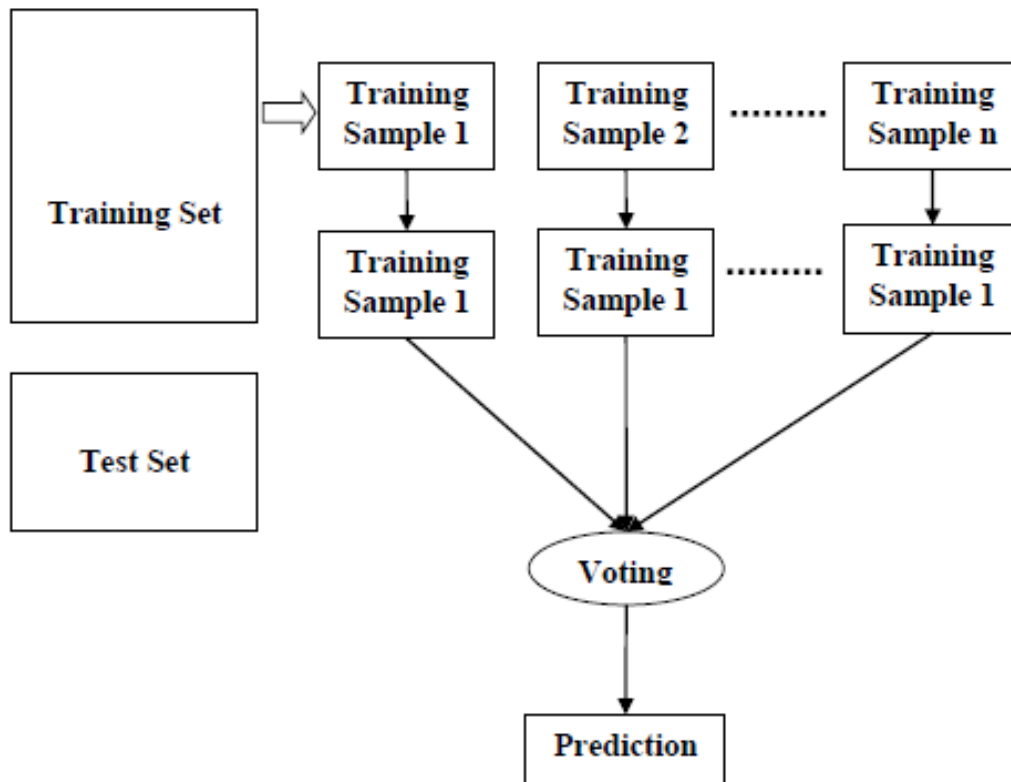 Training Set
Training
Sample 1
Training
Sample 2
Training
Sample n
Training
Sample 1
Training
Sample 1
Training
Sample 1
Test Set
Voting
Prediction